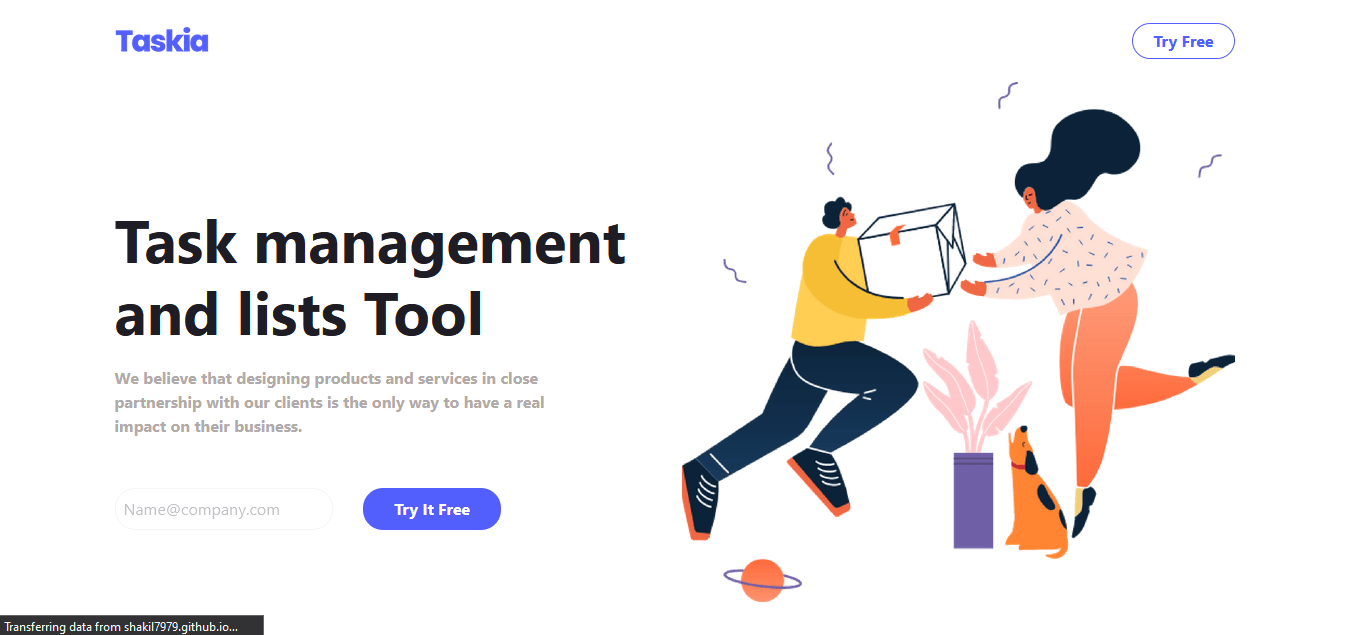 Taskia
Try Free
Task management
and lists Tool
We believe that designing products and services in close
partnership with our clients is the only way to have a real
impact on their business.
Name@company.com
Try It Free
Transferring data from shakil7979.github.io...